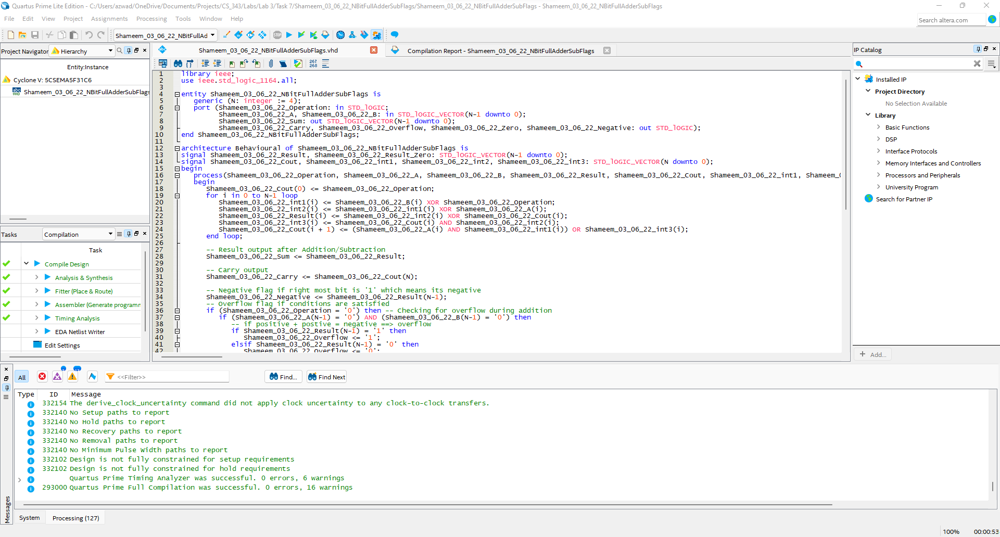 Quartus Prime Lite Edition - C:/Users/azwad/OneDrive/Documents/Projects/CS_343/Labs/Lab 3/Task 7/Shameem_03_06_22_NBitFullAdderSubFlags/Shameem_03_06_22_NBitFullAdderSubFlags - Shameem_03_06_22_NBitFullAdderSubFlags
File Edit View Project Assignments Processing Tools Window Help
Search altera.com
Shameem_03_06_22_NBitFullAd
STOP
Project Navigator Hierarchy
Entity:Instance
Cyclone V: 5CSEMA5F31C6
abc VHD Shameem_03_06_22_NBitFullAdderSubFlags
Tasks Compilation
Task
Compile Design
Analysis & Synthesis
Fitter (Place & Route)
Assembler (Generate programm
Timing Analysis
EDA Netlist Writer
Edit Settings
abc Shameem_03_06_22_NBitFullAdderSubFlags.vhd
Compilation Report - Shameem_03_06_22_NBitFullAdderSubFlags
267
268
1 library ieee;
2 use ieee.std_logic_1164.all;
3
4 entity Shameem_03_06_22_NBitFullAdderSubFlags is
5 generic (N: integer := 4);
6 port (Shameem_03_06_22_Operation: in STD_lOGIC;
7 Shameem_03_06_22_A, Shameem_03_06_22_B: in STD_lOGIC_VECTOR(N-1 downto 0);
8 Shameem_03_06_22_Sum: out STD_lOGIC_VECTOR(N-1 downto 0);
9 Shameem_03_06_22_Carry, Shameem_03_06_22_Overflow, Shameem_03_06_22_Zero, Shameem_03_06_22_Negative: out STD_lOGIC);
10 end Shameem_03_06_22_NBitFullAdderSubFlags;
11
12 architecture Behavioural of Shameem_03_06_22_NBitFullAdderSubFlags is
13 signal Shameem_03_06_22_Result, Shameem_03_06_22_Result_Zero: STD_lOGIC_VECTOR(N-1 downto 0);
14 signal Shameem_03_06_22_Cout, Shameem_03_06_22_int1, Shameem_03_06_22_int2, Shameem_03_06_22_int3: STD_lOGIC_VECTOR(N downto 0);
15 begin
16 process(Shameem_03_06_22_Operation, Shameem_03_06_22_A, Shameem_03_06_22_B, Shameem_03_06_22_Result, Shameem_03_06_22_Cout, Shameem_03_06_22_int1, Shameem_(
17 begin
18 Shameem_03_06_22_Cout(0) <= Shameem_03_06_22_Operation;
19 for i in 0 to N-1 loop
20 Shameem_03_06_22_int1(i) <= Shameem_03_06_22_B(i) XOR Shameem_03_06_22_Operation;
21 Shameem_03_06_22_int2(i) <= Shameem_03_06_22_int1(i) XOR Shameem_03_06_22_A(i);
22 Shameem_03_06_22_Result(i) <= Shameem_03_06_22_int2(i) XOR Shameem_03_06_22_Cout(i);
23 Shameem_03_06_22_int3(i) <= Shameem_03_06_22_Cout(i) AND Shameem_03_06_22_int2(i);
24 Shameem_03_06_22_Cout(i + 1) <= (Shameem_03_06_22_A(i) AND Shameem_03_06_22_int1(i)) OR Shameem_03_06_22_int3(i);
25 end loop;
26
27 -- Result output after Addition/Subtraction
28 Shameem_03_06_22_Sum <= Shameem_03_06_22_Result;
29
30 -- Carry output
31 Shameem_03_06_22_Carry <= Shameem_03_06_22_Cout(N);
32
33 -- Negative flag if right most bit is '1' which means its negative
34 Shameem_03_06_22_Negative <= Shameem_03_06_22_Result(N-1);
35 -- Overflow flag if conditions are satisfied
36 if (Shameem_03_06_22_Operation = '0') then -- Checking for overflow during addition
37 if (Shameem_03_06_22_A(N-1) = '0') AND (Shameem_03_06_22_B(N-1) = '0') then
38 -- if positive + postive = negative ==> overflow
39 if Shameem_03_06_22_Result(N-1) = '1' then
40 Shameem_03_06_22_Overflow <= '1';
41 elsif Shameem_03_06_22_Result(N-1) = '0' then
42 Shameem_03_06_22_Overflow <= '0';
IP Catalog
Installed IP
Project Directory
No Selection Available
Library
Basic Functions
DSP
Interface Protocols
Memory Interfaces and Controllers
Processors and Peripherals
University Program
Search for Partner IP
+ Add...
All <<Filter>> Find... Find Next
Type ID Message
332154 The derive_clock_uncertainty command did not apply clock uncertainty to any clock-to-clock transfers.
332140 No Setup paths to report
332140 No Hold paths to report
332140 No Recovery paths to report
332140 No Removal paths to report
332140 No Minimum Pulse Width paths to report
332102 Design is not fully constrained for setup requirements
332102 Design is not fully constrained for hold requirements
Quartus Prime Timing Analyzer was successful. 0 errors, 6 warnings
293000 Quartus Prime Full Compilation was successful. 0 errors, 16 warnings
Messages
System Processing (127)
100% 00:00:53